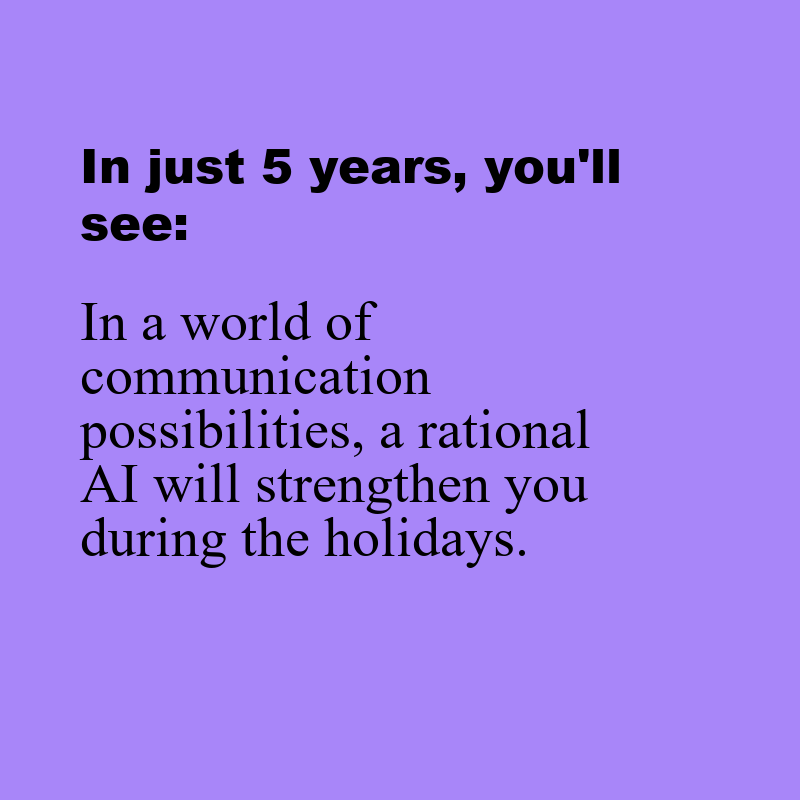 In just 5 years, you'll
see:
In a world of
communication
possibilities, a rational
AI will strengthen you
during the holidays.